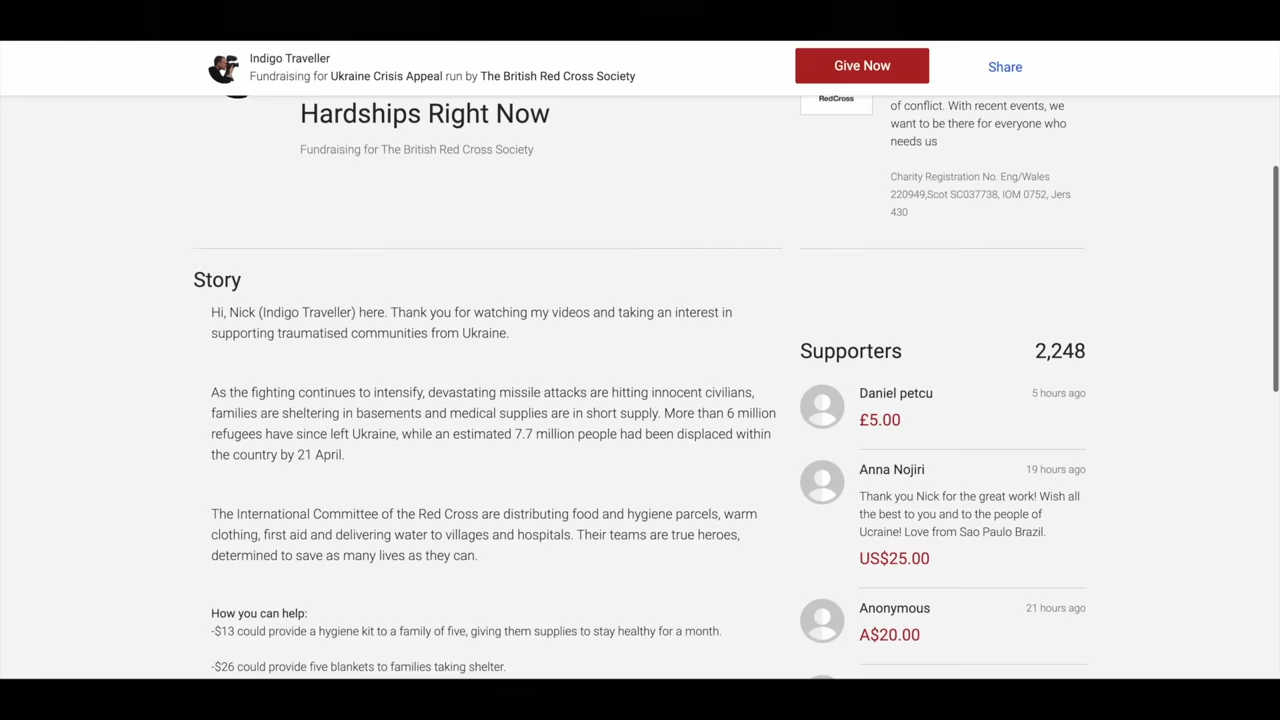 Indigo Traveller
Fundraising for Ukraine Crisis Appeal run by The British Red Cross Society
Give Now
Share
Hardships Right Now
Fundraising for The British Red Cross Society
RedCross
of conflict. With recent events, we
want to be there for everyone who
needs us
Charity Registration No. Eng/Wales
220949,Scot SC037738, IOM 0752, Jers
430
Story
Hi, Nick (Indigo Traveller) here. Thank you for watching my videos and taking an interest in
supporting traumatised communities from Ukraine.
As the fighting continues to intensify, devastating missile attacks are hitting innocent civilians,
families are sheltering in basements and medical supplies are in short supply. More than 6 million
refugees have since left Ukraine, while an estimated 7.7 million people had been displaced within
the country by 21 April.
The International Committee of the Red Cross are distributing food and hygiene parcels, warm
clothing, first aid and delivering water to villages and hospitals. Their teams are true heroes,
determined to save as many lives as they can.
How you can help:
-$13 could provide a hygiene kit to a family of five, giving them supplies to stay healthy for a month.
-$26 could provide five blankets to families taking shelter.
Supporters 2,248
Daniel petcu 5 hours ago
£5.00
Anna Nojiri 19 hours ago
Thank you Nick for the great work! Wish all
the best to you and to the people of
Ucraine! Love from Sao Paulo Brazil.
US$25.00
Anonymous 21 hours ago
A$20.00